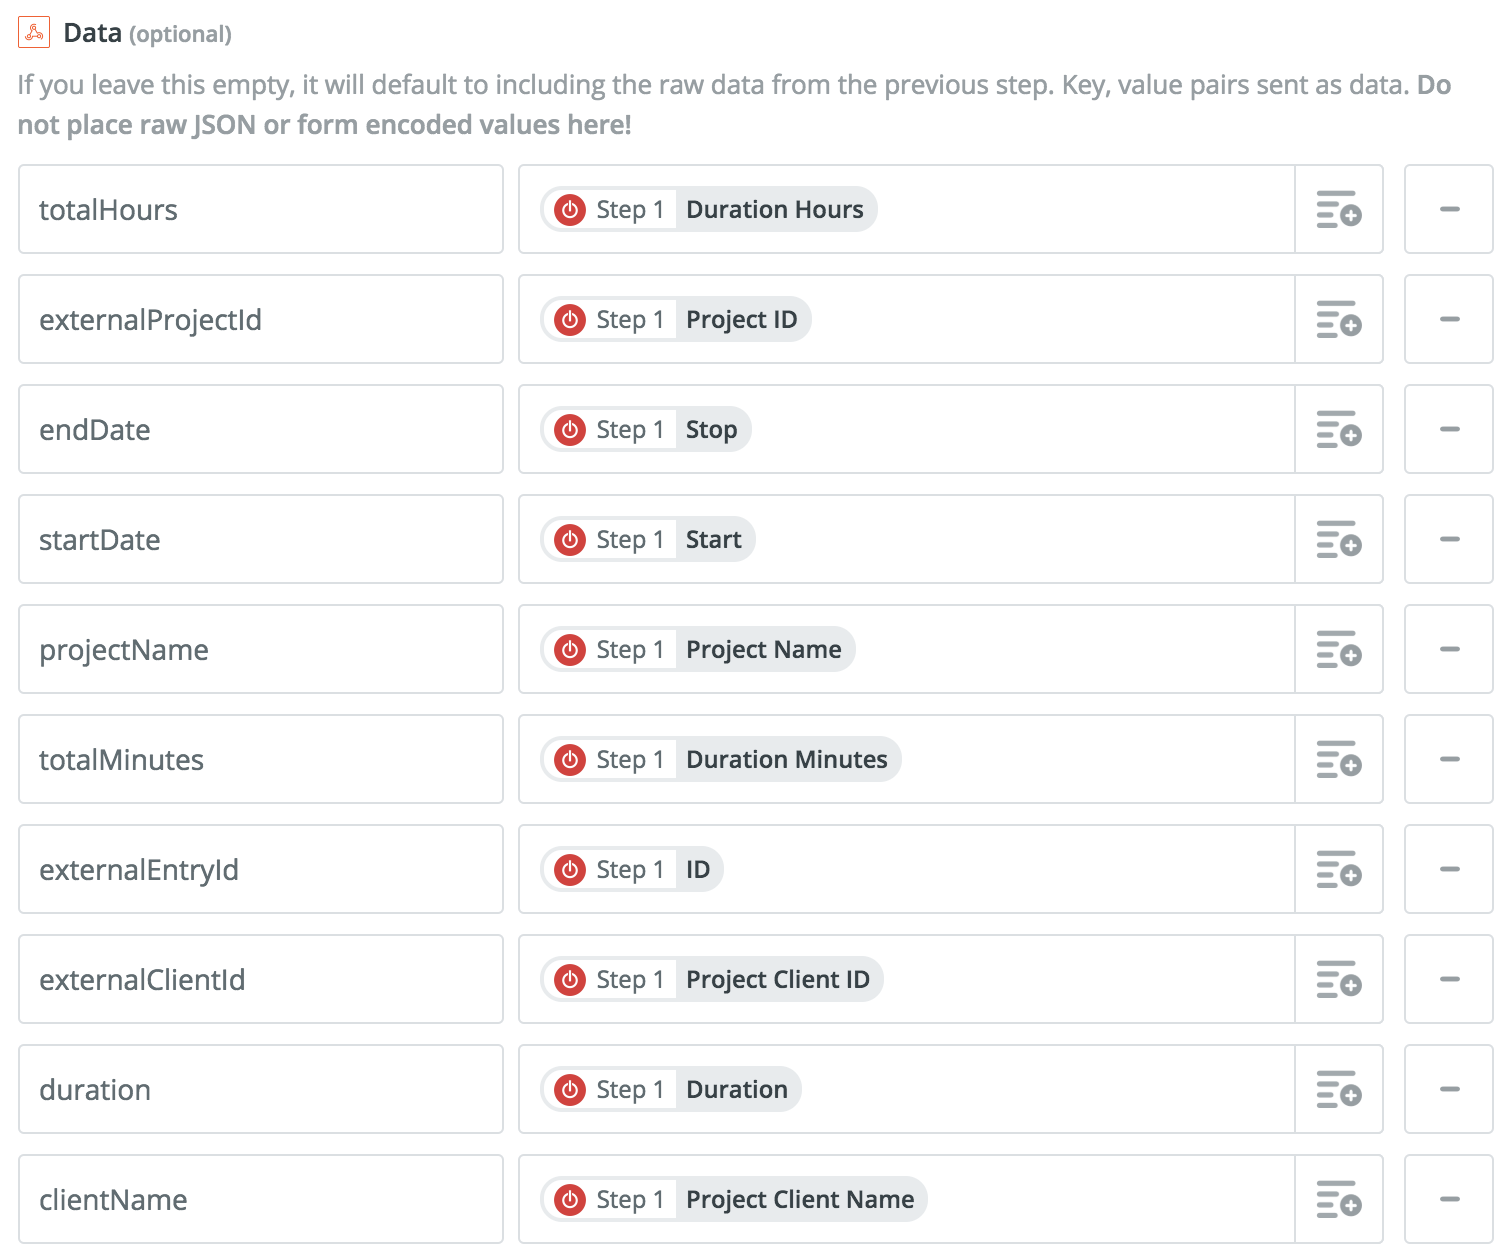 Data (optional)
If you leave this empty, it will default to including the raw data from the previous step. Key, value pairs sent as data. Do
not place raw JSON or form encoded values here!
totalHours Step 1 Duration Hours
externalProjectId Step 1 Project ID
endDate Step 1 Stop
startDate Step 1 Start
projectName Step 1 Project Name
totalMinutes Step 1 Duration Minutes
externalEntryId Step 1 ID
externalClientId Step 1 Project Client ID
duration Step 1 Duration
clientName Step 1 Project Client Name